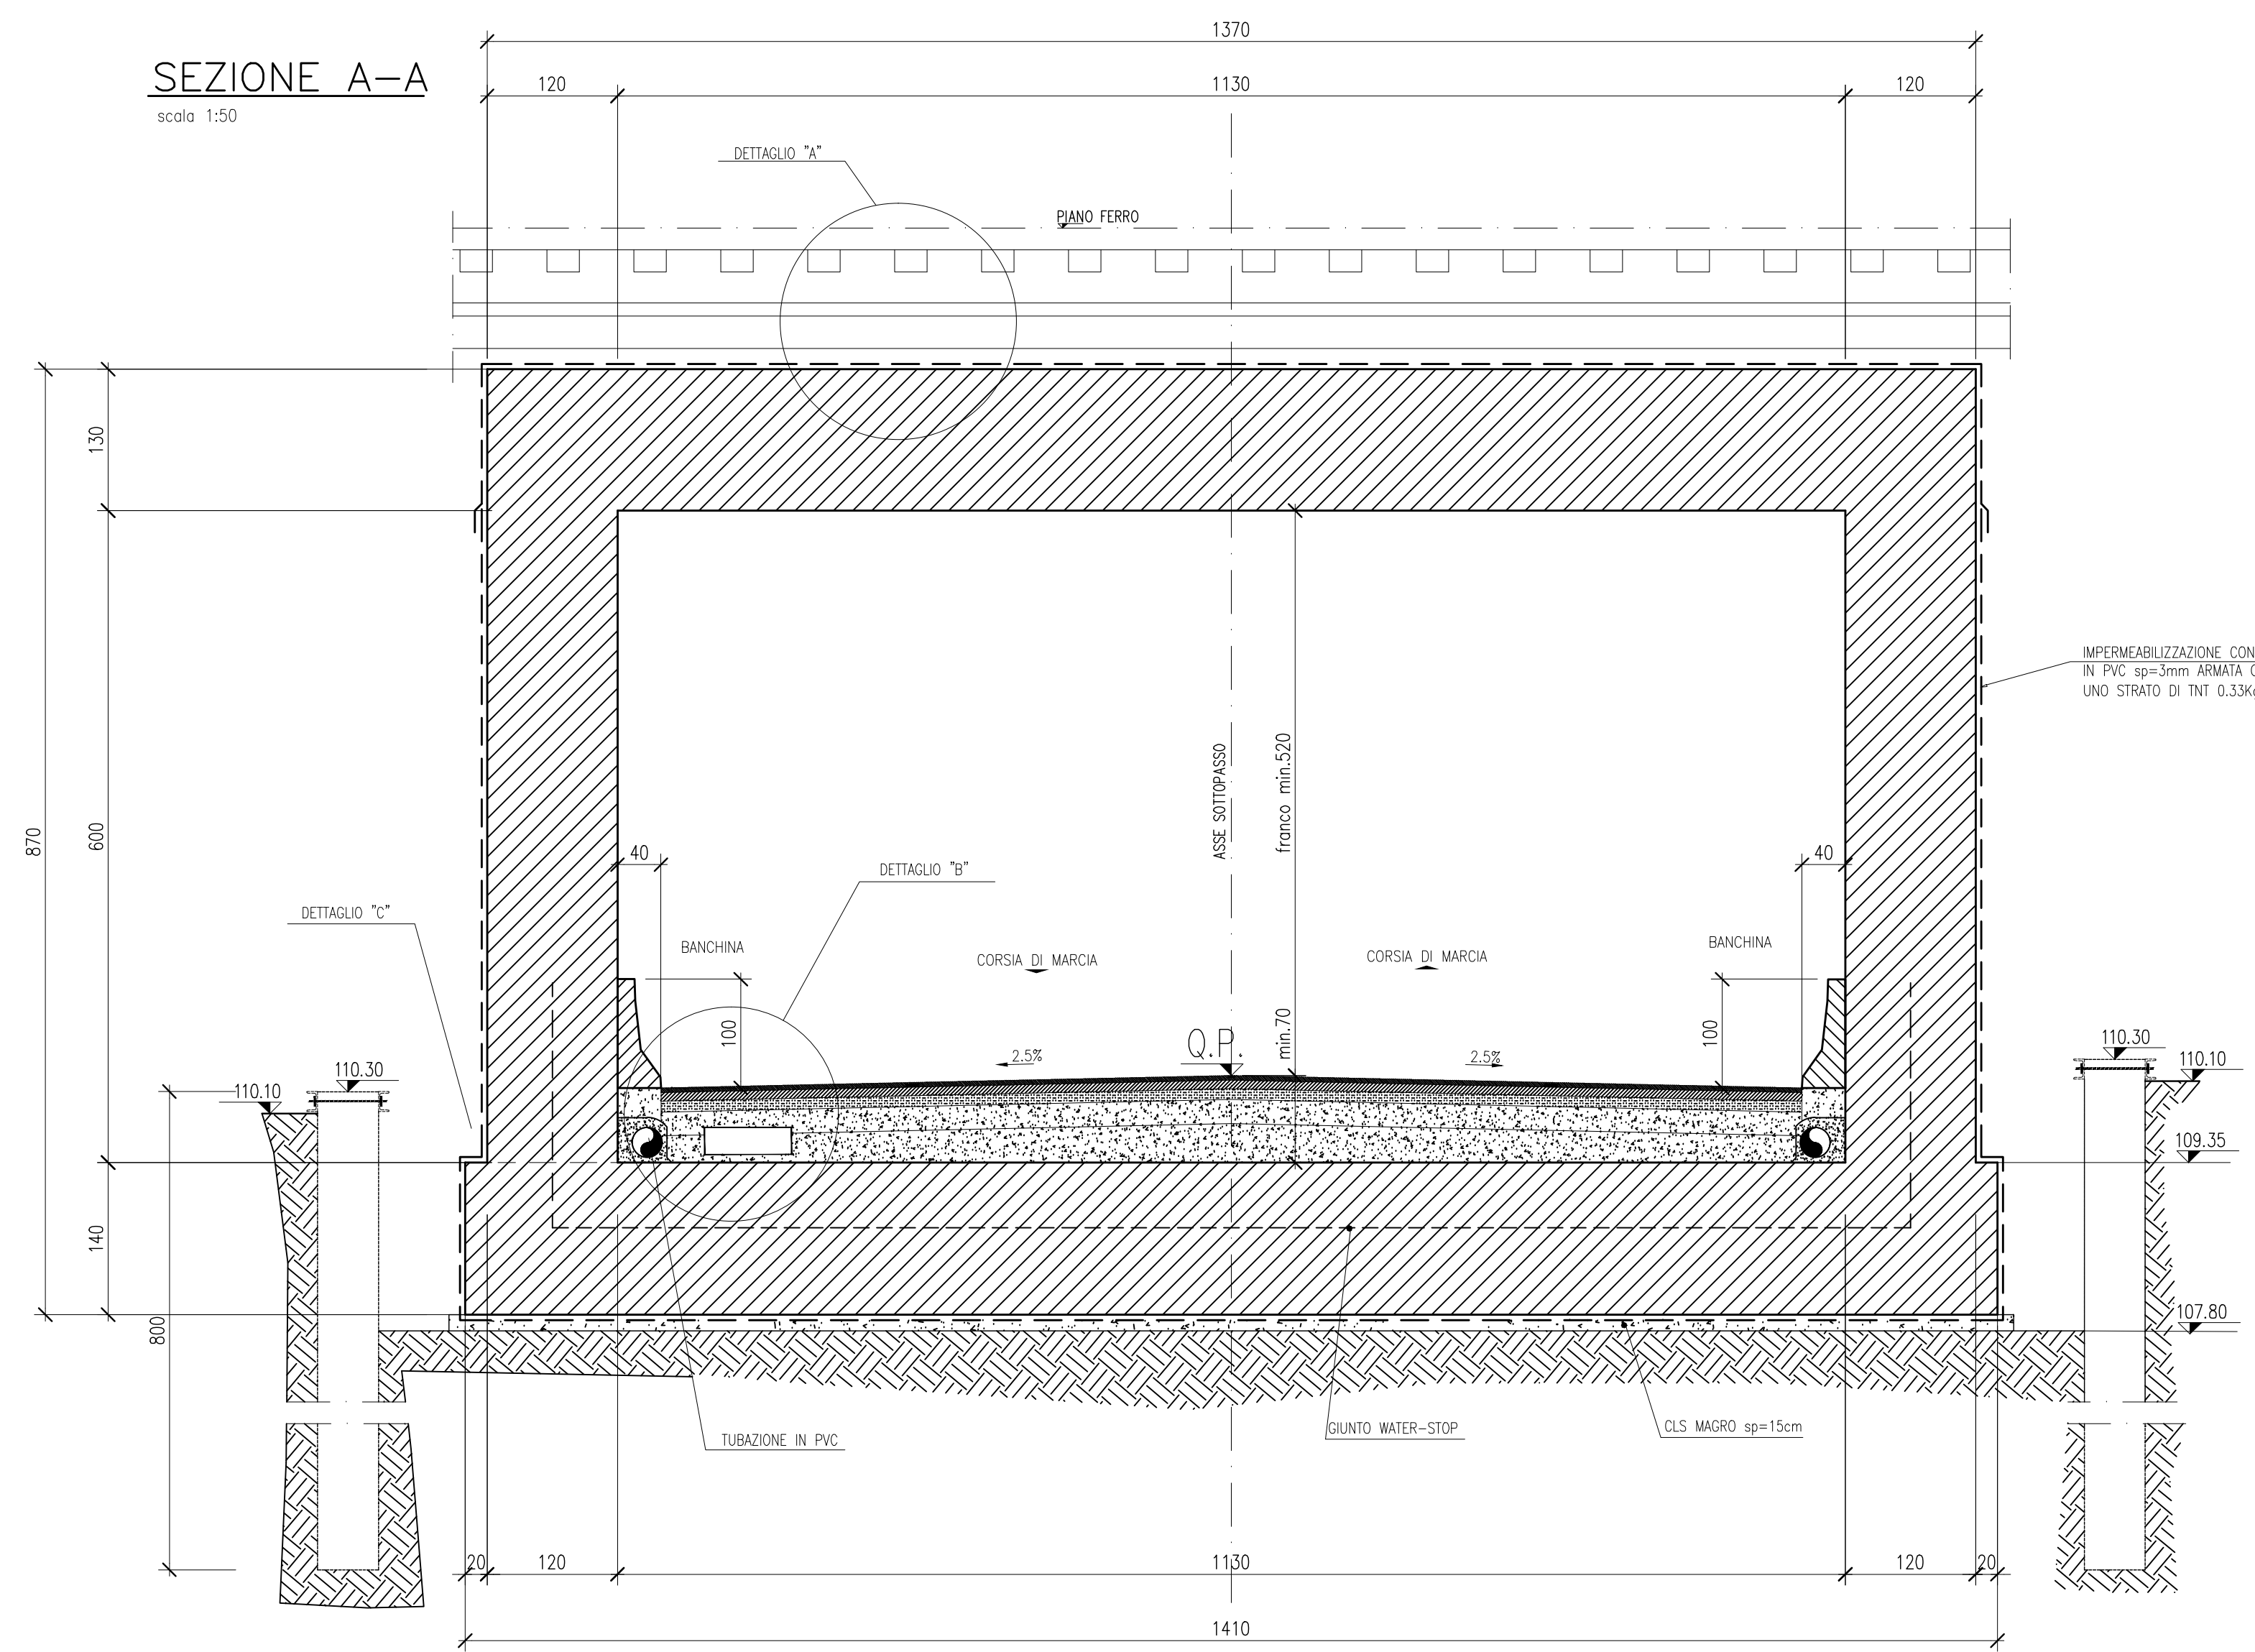 1370
SEZIONE A-A
scala 1:50
120
1130
120
DETTAGLIO "A"
PIANO FERRO
130
IMPERMEABILIZZAZIONE CON
IN PVC sp=3mm ARMATA
UNO STRATO DI TNT 0.33Kg
870
600
ASSE SOTTOPASSO
franco min.520
40
40
DETTAGLIO "B"
DETTAGLIO "C"
BANCHINA
CORSIA DI MARCIA
CORSIA DI MARCIA
BANCHINA
100
min.70
100
Q.P.
2.5%
2.5%
110.30
110.10
110.30
110.10
109.35
140
800
107.80
TUBAZIONE IN PVC
GIUNTO WATER-STOP
CLS MAGRO sp=15cm
20
120
1130
120
20
1410